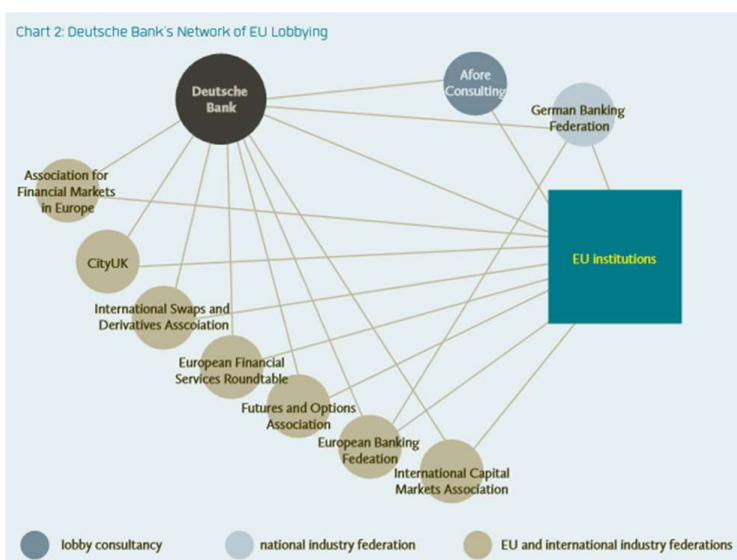 Chart 2: Deutsche Bank's Network of EU Lobbying
Deutsche
Bank
Afore
Consulting
German Banking
Federation
Association for
Financial Markets
in Europe
CityUK
EU institutions
International Swaps and
Derivatives Asscoiation
European Financial
Services Roundtable
Futures and Options
Association
European Banking
Fedeation
International Capital
Markets Association
lobby consultancy
national industry federation
EU and international industry federations